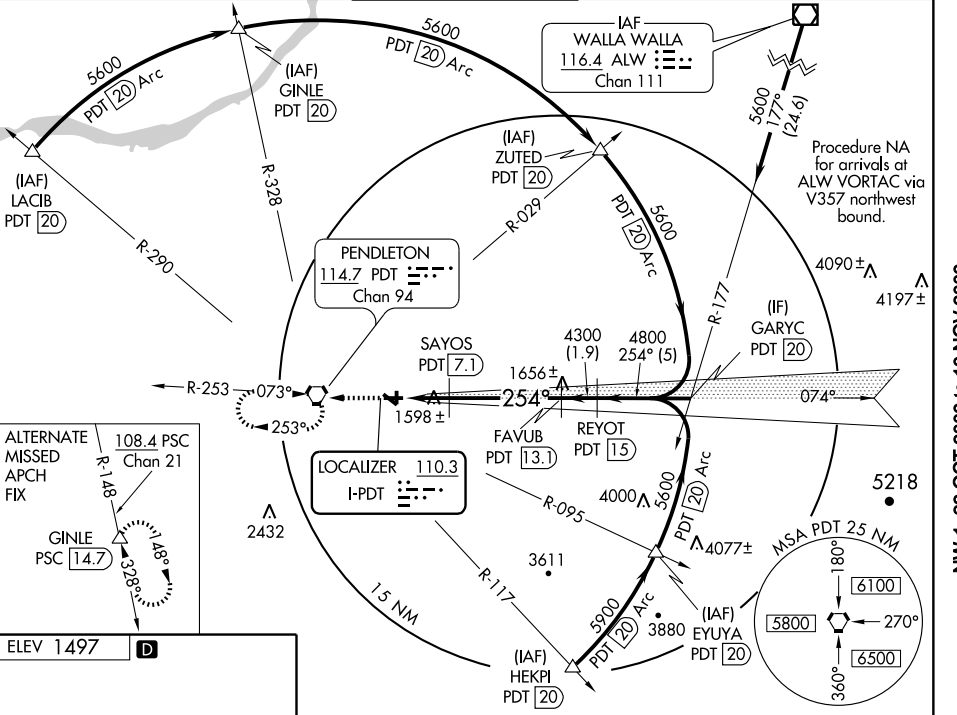 5600
PDT 20 Arc
5600
PDT 20 Arc
(IAF)
GINLE
PDT 20
IAF
WALLA WALLA
116.4 ALW
Chan 111
5600
177°
(24.6)
Procedure NA
for arrivals at
ALW VORTAC via
V357 northwest
bound.
(IAF)
LACIB
PDT 20
R-290
R-328
(IAF)
ZUTED
PDT 20
R-029
5600
PDT 20 Arc
R-177
4090±
4197±
PENDLETON
114.7 PDT
Chan 94
(IF)
GARYC
PDT 20
SAYOS
PDT 7.1
4300
(1.9)
4800
254° (5)
1656±
R-253
073°
253°
1598±
254°
074°
FAVUB
PDT 13.1
REYOT
PDT 15
LOCALIZER 110.3
I-PDT
ALTERNATE
MISSED
APCH
FIX
108.4 PSC
Chan 21
R-148
GINLE
PSC 14.7
148°
328°
2432
R-095
4000
5600
PDT 20 Arc
4077±
5218
3611
R-117
15 NM
5900
PDT 20 Arc
3880
(IAF)
EYUYA
PDT 20
(IAF)
HEKPI
PDT 20
MSA PDT 25 NM
180°
6100
5800
270°
6500
360°
ELEV 1497
D